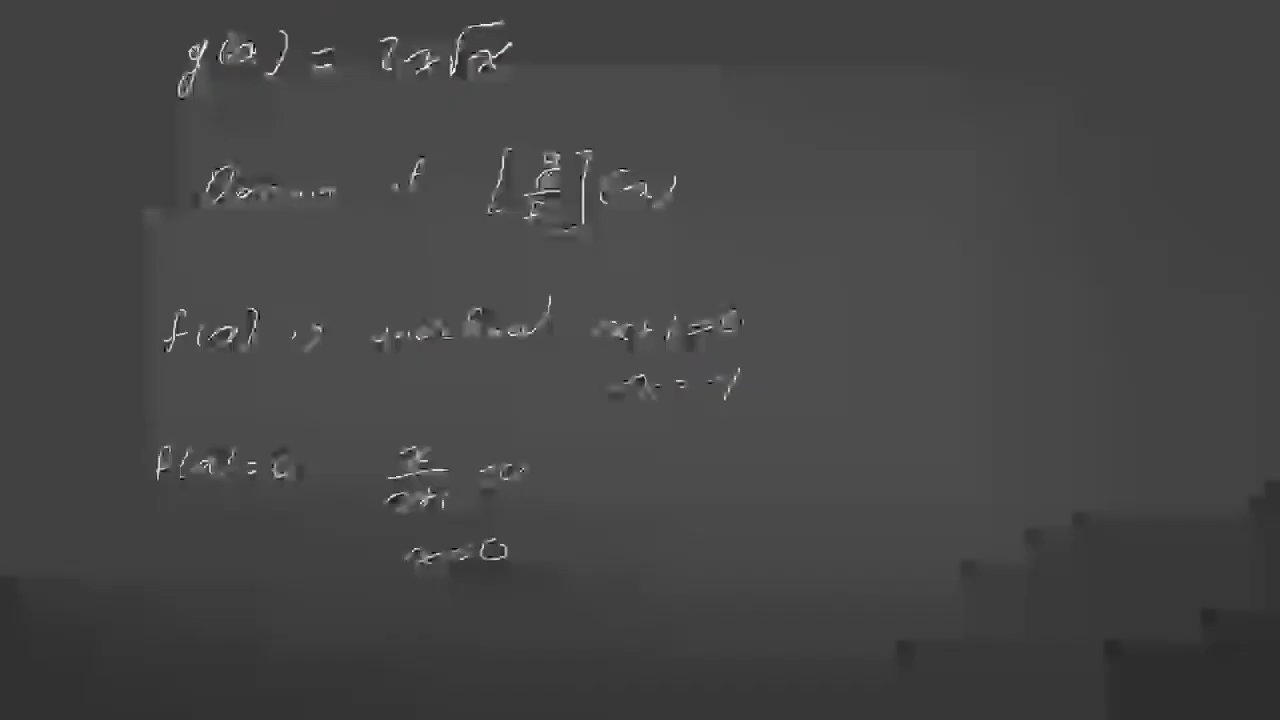 g(x) = 2x√x
Domain of [g/f](x)
f(x) is undefined x+1=0
x = -1
f(x) = 0 x/(x+1) = 0
x = 0